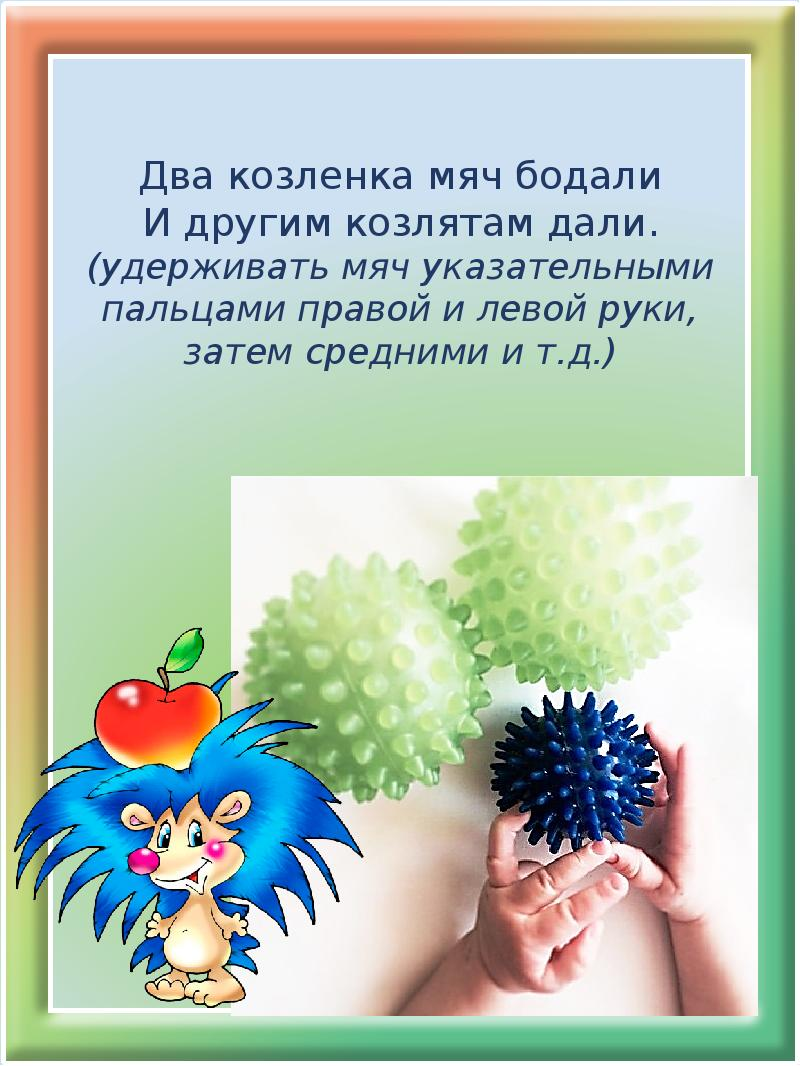 Два козленка мяч бодали
И другим козлятам дали.
(удерживать мяч указательными
пальцами правой и левой руки,
затем средними и т.д.)